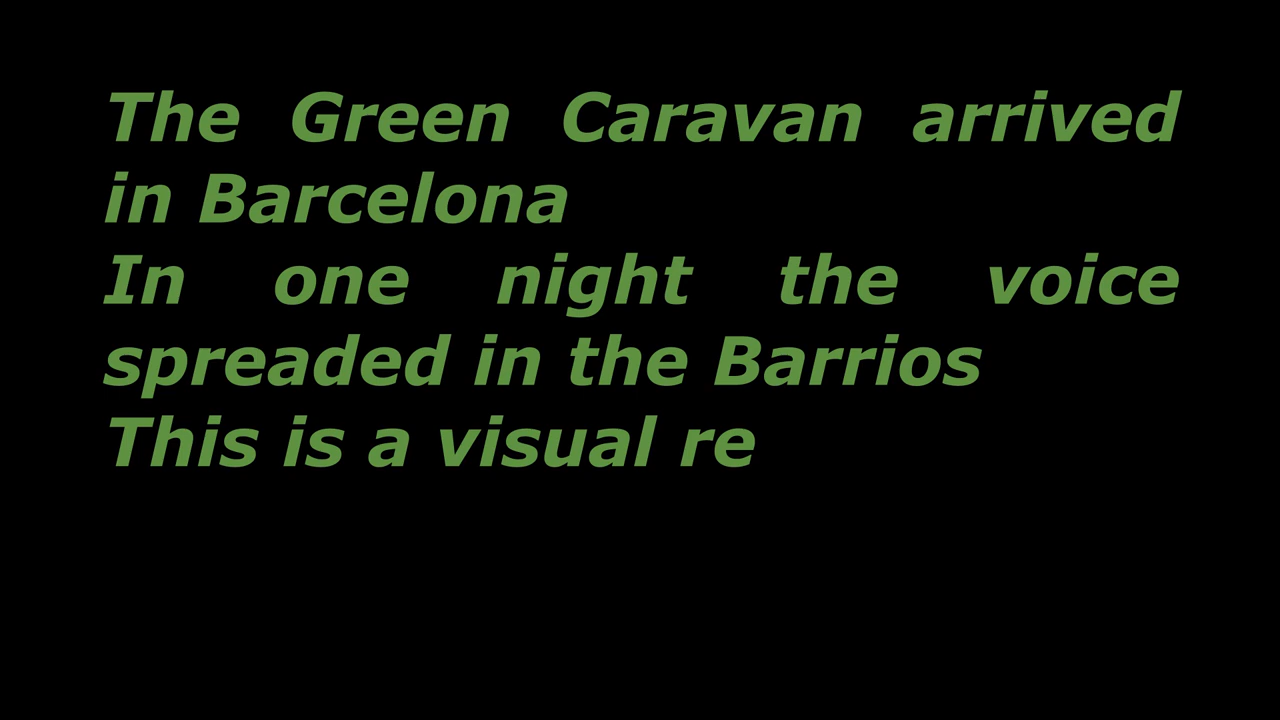 The Green Caravan arrived
in Barcelona
In one night the voice
spreaded in the Barrios
This is a visual re